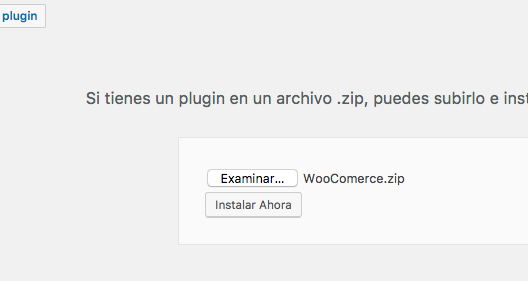 plugin
Si tienes un plugin en un archivo .zip, puedes subirlo e inst
Examinar... WooComerce.zip
Instalar Ahora